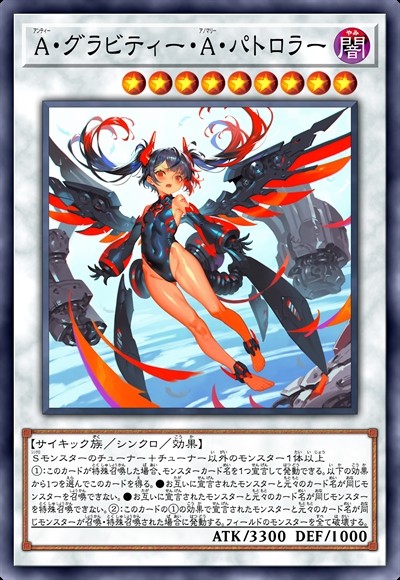 A・グラビティー・A・パトロラー
闇
【サイキック族／シンクロ／効果】
Sモンスターのチューナー＋チューナー以外のモンスター1体以上
①：このカードが特殊召喚した場合、モンスターカード名を1つ宣言して発動できる。以下の効果
から1つを選んでこのカードを得る。●お互いに宣言されたモンスターと元々のカード名が同じモン
スターを召喚できない。●お互いに宣言されたモンスターと元々のカード名が同じモンスターを特
殊召喚できない。②：このカードの①の効果で宣言されたモンスターと元々のカード名が同
じモンスターが召喚・特殊召喚された場合に発動する。フィールドのモンスターを全て破壊する。
ATK/3300 DEF/1000